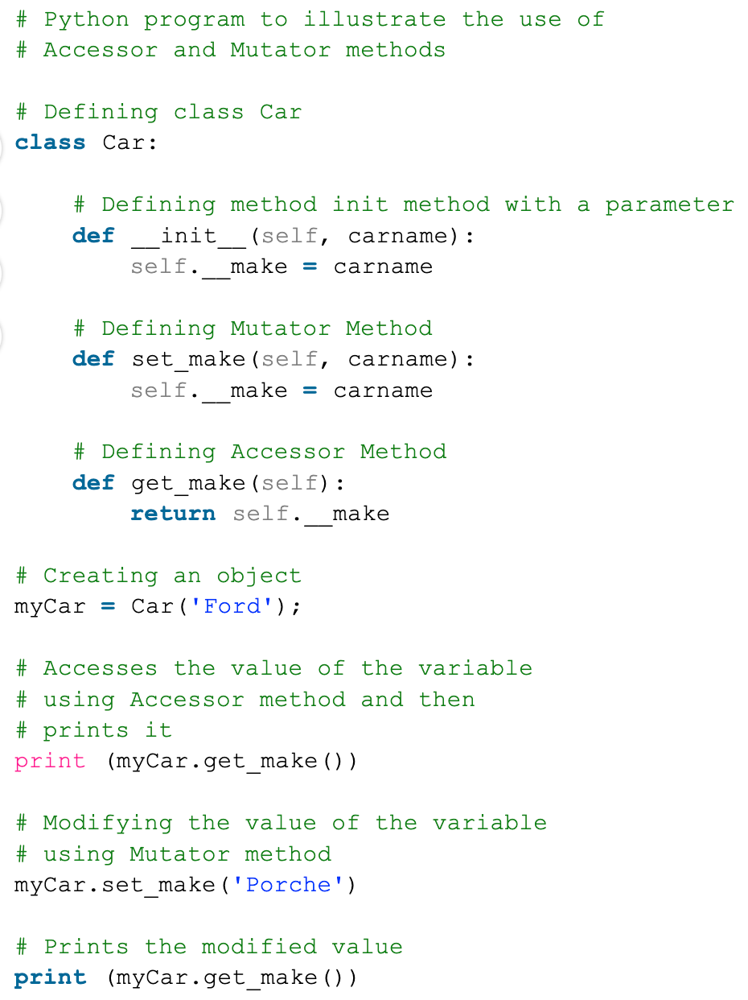 # Python program to illustrate the use of
# Accessor and Mutator methods

# Defining class Car
class Car:

    # Defining method init method with a parameter
    def __init__(self, carname):
        self.__make = carname

    # Defining Mutator Method
    def set_make(self, carname):
        self.__make = carname

    # Defining Accessor Method
    def get_make(self):
        return self.__make

# Creating an object
myCar = Car('Ford');

# Accesses the value of the variable
# using Accessor method and then
# prints it
print (myCar.get_make())

# Modifying the value of the variable
# using Mutator method
myCar.set_make('Porche')

# Prints the modified value
print (myCar.get_make())